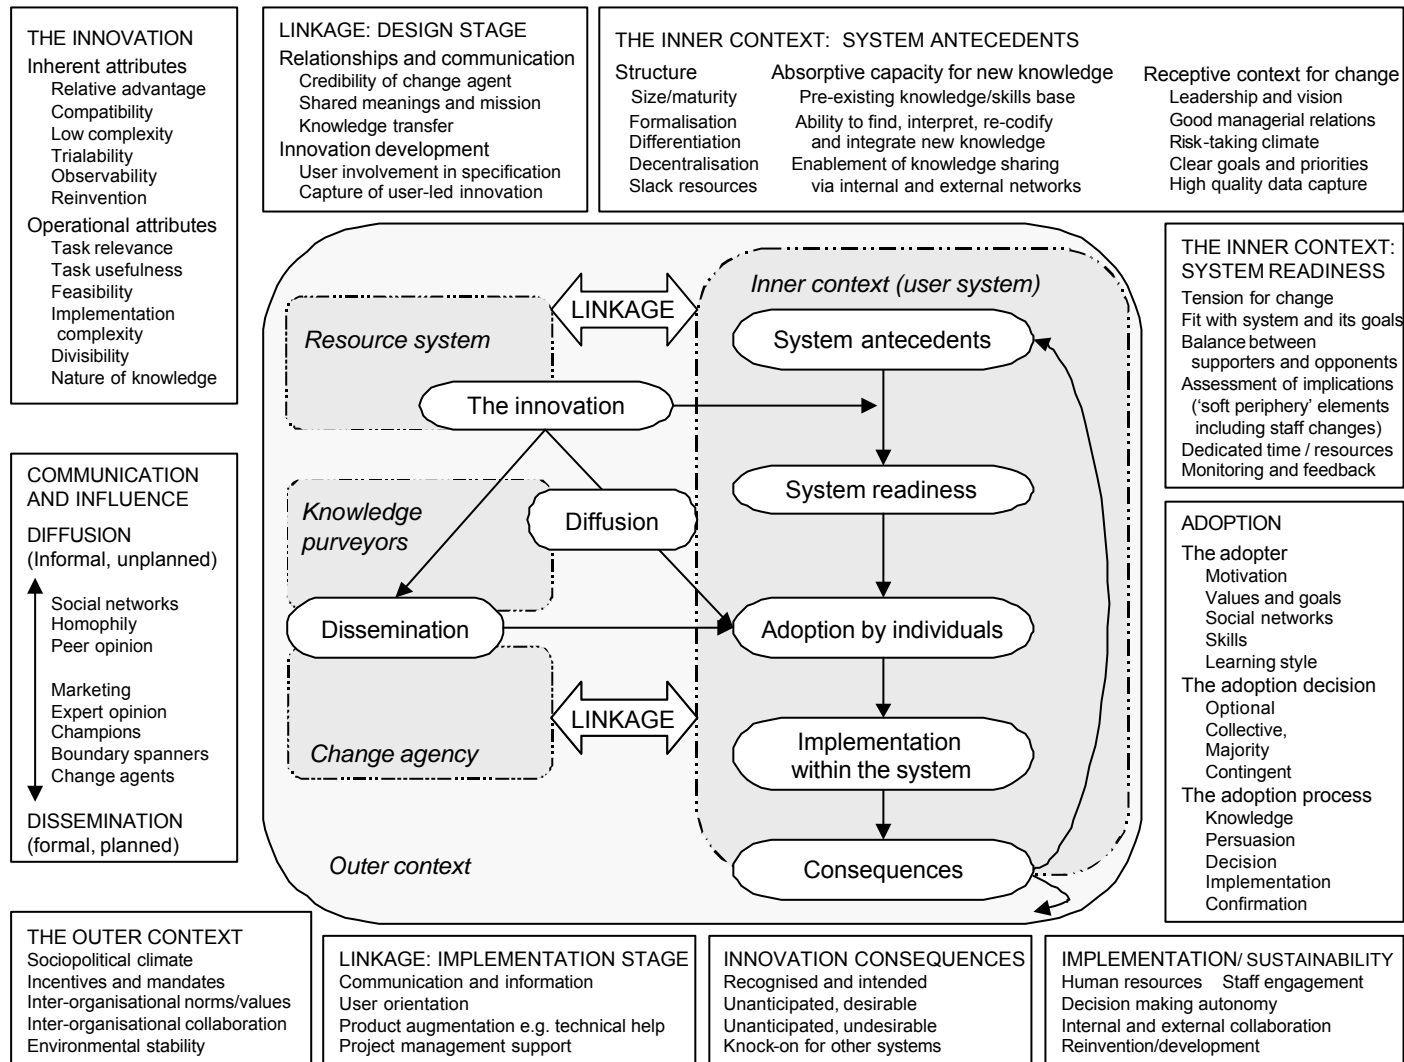 THE INNOVATION
Inherent attributes
Relative advantage
Compatibility
Low complexity
Trialability
Observability
Reinvention
Operational attributes
Task relevance
Task usefulness
Feasibility
Implementation
complexity
Divisibility
Nature of knowledge
LINKAGE: DESIGN STAGE
Relationships and communication
Credibility of change agent
Shared meanings and mission
Knowledge transfer
Innovation development
User involvement in specification
Capture of user-led innovation
THE INNER CONTEXT: SYSTEM ANTECEDENTS
Structure
Size/maturity
Formalisation
Differentiation
Decentralisation
Slack resources
Absorptive capacity for new knowledge
Pre-existing knowledge/skills base
Ability to find, interpret, re-codify
and integrate new knowledge
Enablement of knowledge sharing
via internal and external networks
Receptive context for change
Leadership and vision
Good managerial relations
Risk-taking climate
Clear goals and priorities
High quality data capture
COMMUNICATION
AND INFLUENCE
DIFFUSION
(Informal, unplanned)
Social networks
Homophily
Peer opinion
Marketing
Expert opinion
Champions
Boundary spanners
Change agents
DISSEMINATION
(formal, planned)
Resource system
LINKAGE
Inner context (user system)
System antecedents
The innovation
System readiness
Knowledge
purveyors
Diffusion
Dissemination
Adoption by individuals
LINKAGE
Change agency
Implementation
within the system
Outer context
Consequences
THE INNER CONTEXT:
SYSTEM READINESS
Tension for change
Fit with system and its goals
Balance between
supporters and opponents
Assessment of implications
(‘soft periphery’ elements
including staff changes)
Dedicated time / resources
Monitoring and feedback
ADOPTION
The adopter
Motivation
Values and goals
Social networks
Skills
Learning style
The adoption decision
Optional
Collective,
Majority
Contingent
The adoption process
Knowledge
Persuasion
Decision
Implementation
Confirmation
THE OUTER CONTEXT
Sociopolitical climate
Incentives and mandates
Inter-organisational norms/values
Inter-organisational collaboration
Environmental stability
LINKAGE: IMPLEMENTATION STAGE
Communication and information
User orientation
Product augmentation e.g. technical help
Project management support
INNOVATION CONSEQUENCES
Recognised and intended
Unanticipated, desirable
Unanticipated, undesirable
Knock-on for other systems
IMPLEMENTATION/ SUSTAINABILITY
Human resources Staff engagement
Decision making autonomy
Internal and external collaboration
Reinvention/development